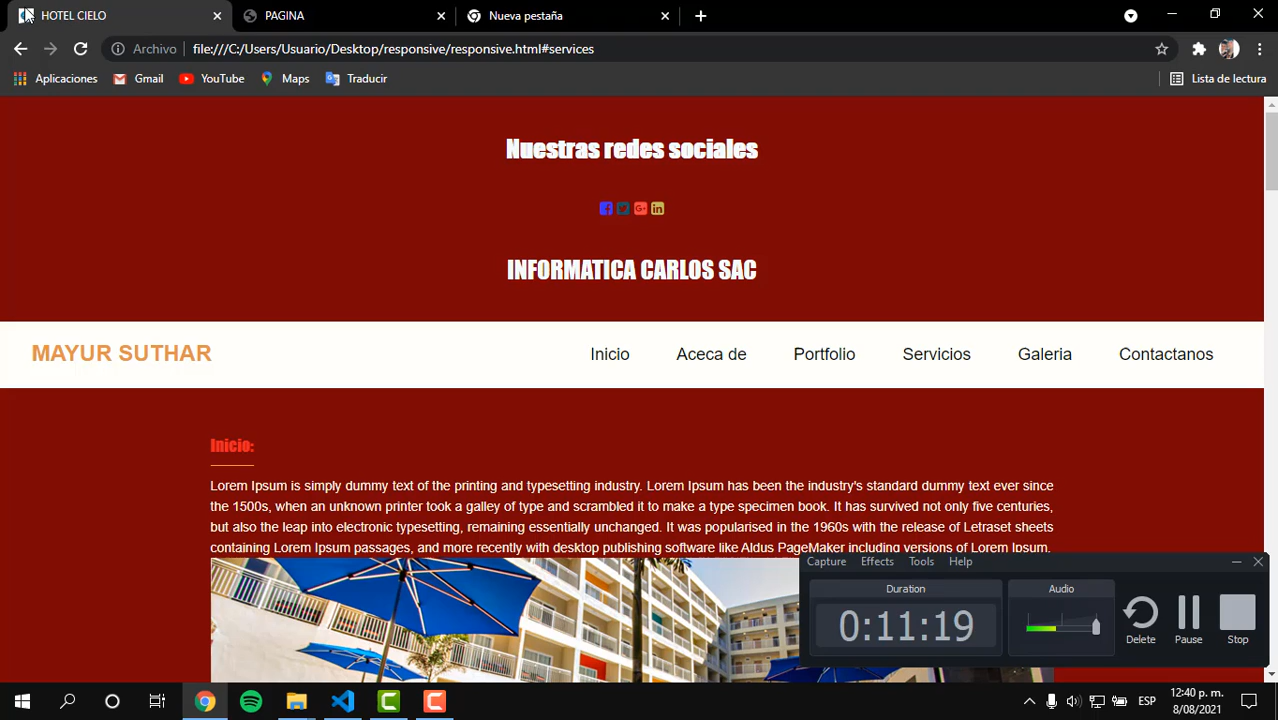 HOTEL CIELO
PAGINA
Nueva pestaña
Archivo
file:///C:/Users/Usuario/Desktop/responsive/responsive.html#services
Aplicaciones
Gmail
YouTube
Maps
Traducir
Lista de lectura
Nuestras redes sociales
INFORMATICA CARLOS SAC
MAYUR SUTHAR
Inicio
Aceca de
Portfolio
Servicios
Galeria
Contactanos
Inicio:
Lorem Ipsum is simply dummy text of the printing and typesetting industry. Lorem Ipsum has been the industry's standard dummy text ever since
the 1500s, when an unknown printer took a galley of type and scrambled it to make a type specimen book. It has survived not only five centuries,
but also the leap into electronic typesetting, remaining essentially unchanged. It was popularised in the 1960s with the release of Letraset sheets
containing Lorem Ipsum passages, and more recently with desktop publishing software like Aldus PageMaker including versions of Lorem Ipsum.
Capture
Effects
Tools
Help
Duration
0:11:19
Audio
Delete
Pause
Stop
ESP
12:40 p. m.
8/08/2021